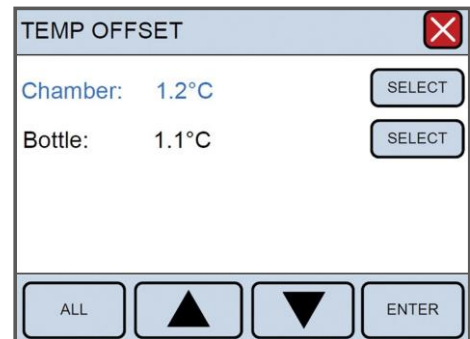 TEMP OFFSET
Chamber: 1.2°C SELECT
Bottle: 1.1°C SELECT
ALL ENTER